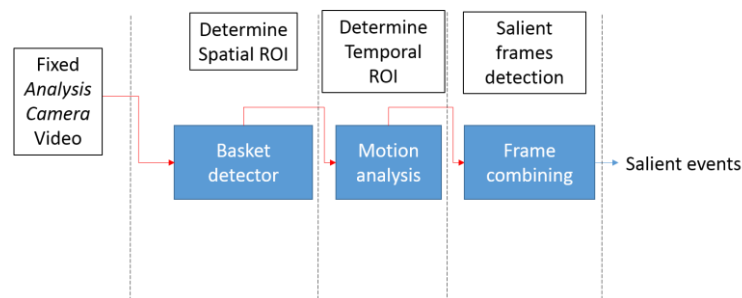 Fixed
Analysis
Camera
Video
Determine
Spatial ROI
Determine
Temporal
ROI
Salient
frames
detection
Basket
detector
Motion
analysis
Frame
combining
Salient events